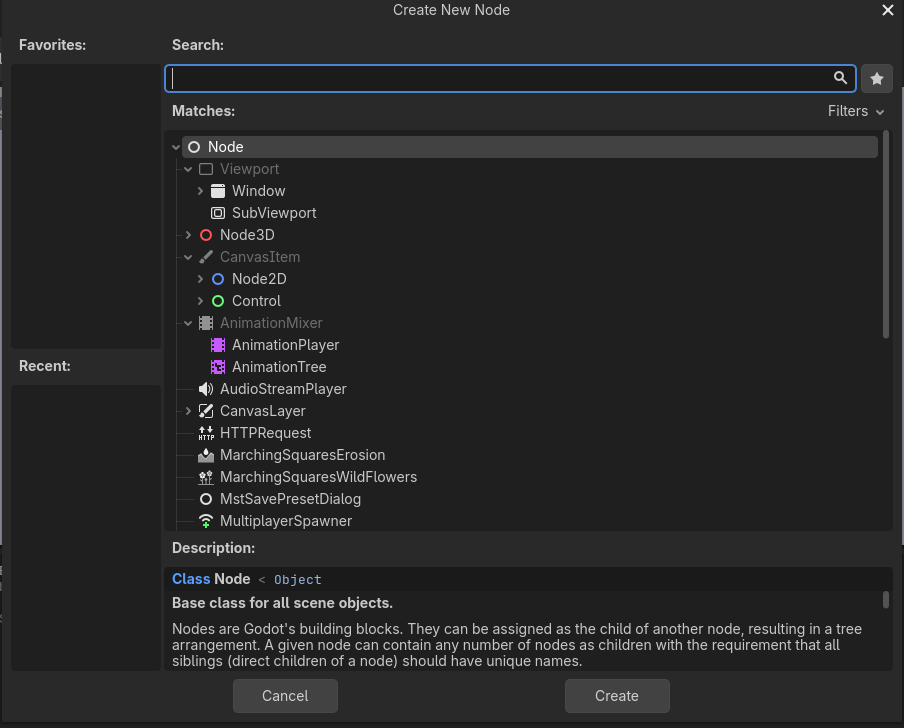 Create New Node
Favorites:
Search:
Matches:
Filters
Node
Viewport
Window
SubViewport
Node3D
CanvasItem
Node2D
Control
AnimationMixer
AnimationPlayer
AnimationTree
AudioStreamPlayer
CanvasLayer
HTTP HTTPRequest
MarchingSquaresErosion
MarchingSquaresWildFlowers
MstSavePresetDialog
MultiplayerSpawner
Recent:
Description:
Class Node < Object
Base class for all scene objects.
Nodes are Godot's building blocks. They can be assigned as the child of another node, resulting in a tree
arrangement. A given node can contain any number of nodes as children with the requirement that all
siblings (direct children of a node) should have unique names.
Cancel
Create